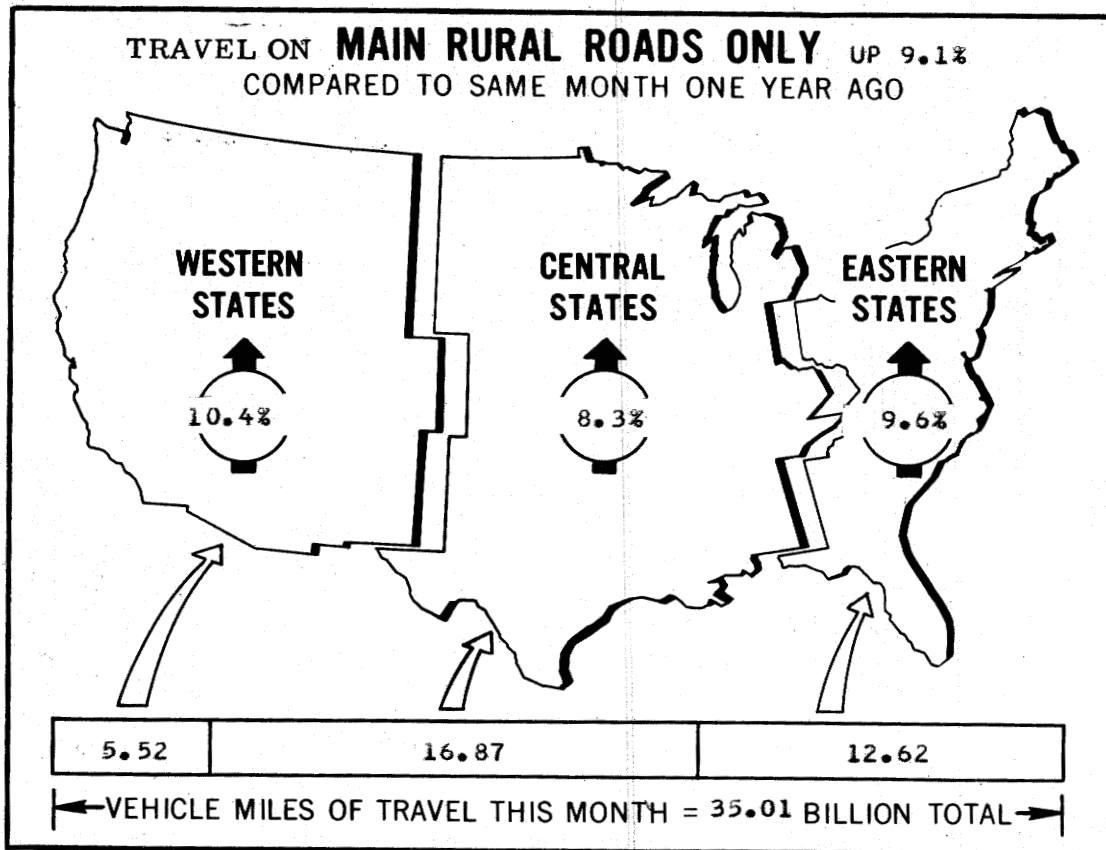 TRAVEL ON MAIN RURAL ROADS ONLY UP 9.1%
COMPARED TO SAME MONTH ONE YEAR AGO
WESTERN
STATES
10.4%
CENTRAL
STATES
8.3%
EASTERN
STATES
9.6%
5.52 16.87 12.62
VEHICLE MILES OF TRAVEL THIS MONTH = 35.01 BILLION TOTAL